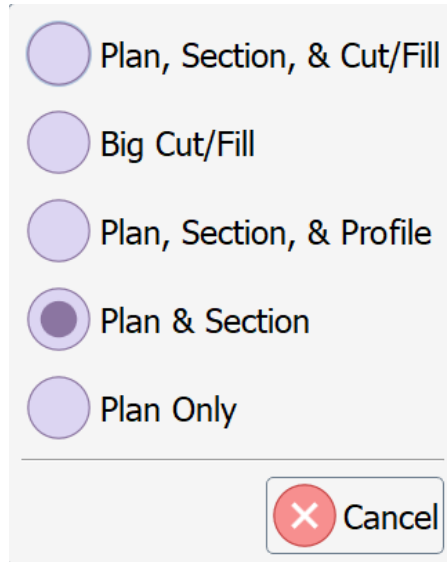 Plan, Section, & Cut/Fill
Big Cut/Fill
Plan, Section, & Profile
Plan & Section
Plan Only
Cancel